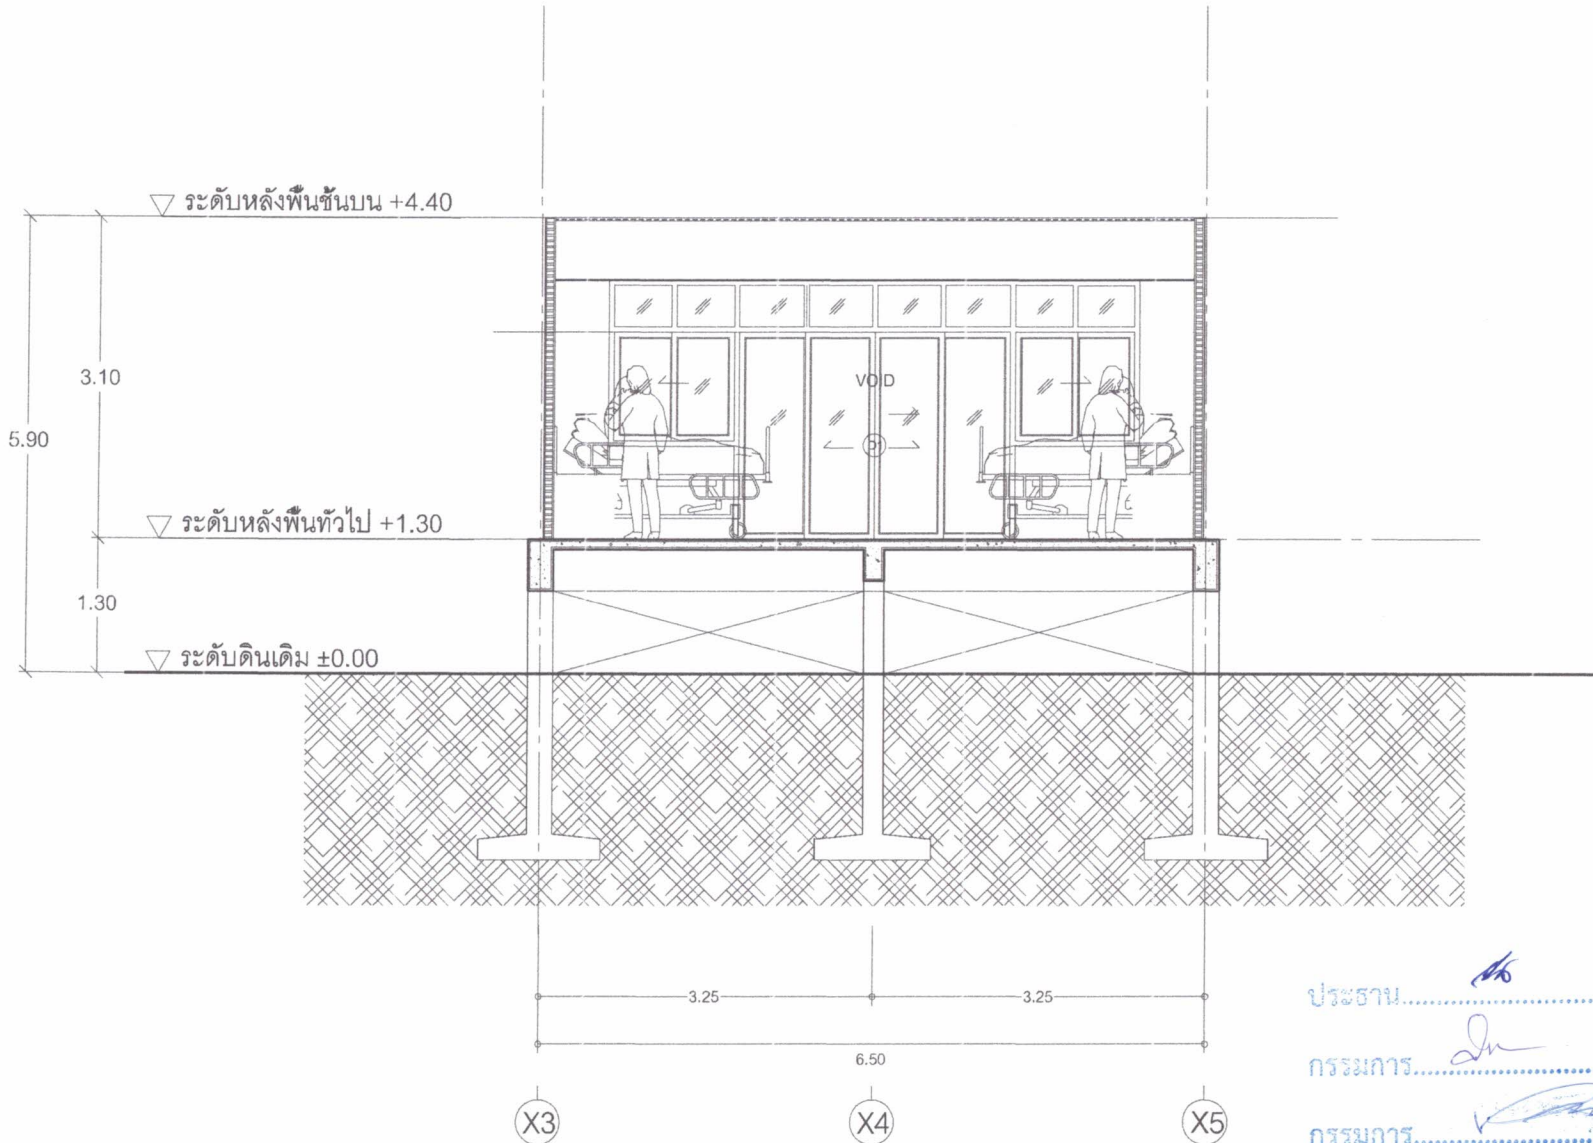 ระดับหลังพื้นชั้นบน +4.40
3.10
5.90
VOID
ระดับหลังพื้นทั่วไป +1.30
1.30
ระดับดินเดิม ±0.00
3.25
3.25
6.50
X3
X4
X5
ประธาน
กรรมการ
กรรมการ